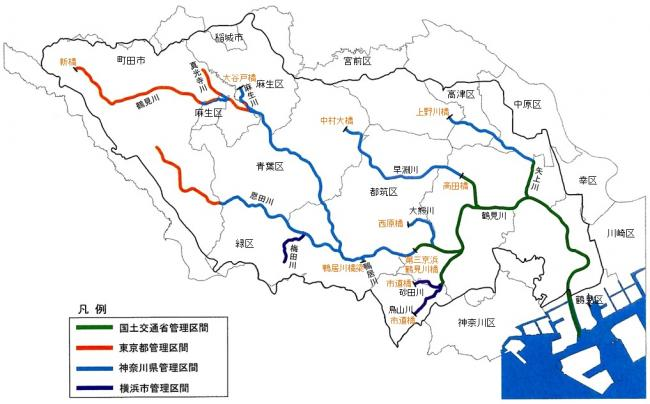 稲城市
町田市
新橋
真光寺川
大谷戸橋
麻生川
麻生区
宮前区
高津区
中原区
鶴見川
麻生区
中村大橋
上野川橋
青葉区
早渕川
矢上川
幸区
恩田川
都筑区
高田橋
大熊川
鶴見川
西原橋
川崎区
緑区
梅田川
鴨居川橋梁
鴨居川
第三京浜
鶴見川橋
市道橋
砂田川
鳥山川
市道橋
神奈川区
鶴見区
凡例
国土交通省管理区間
東京都管理区間
神奈川県管理区間
横浜市管理区間